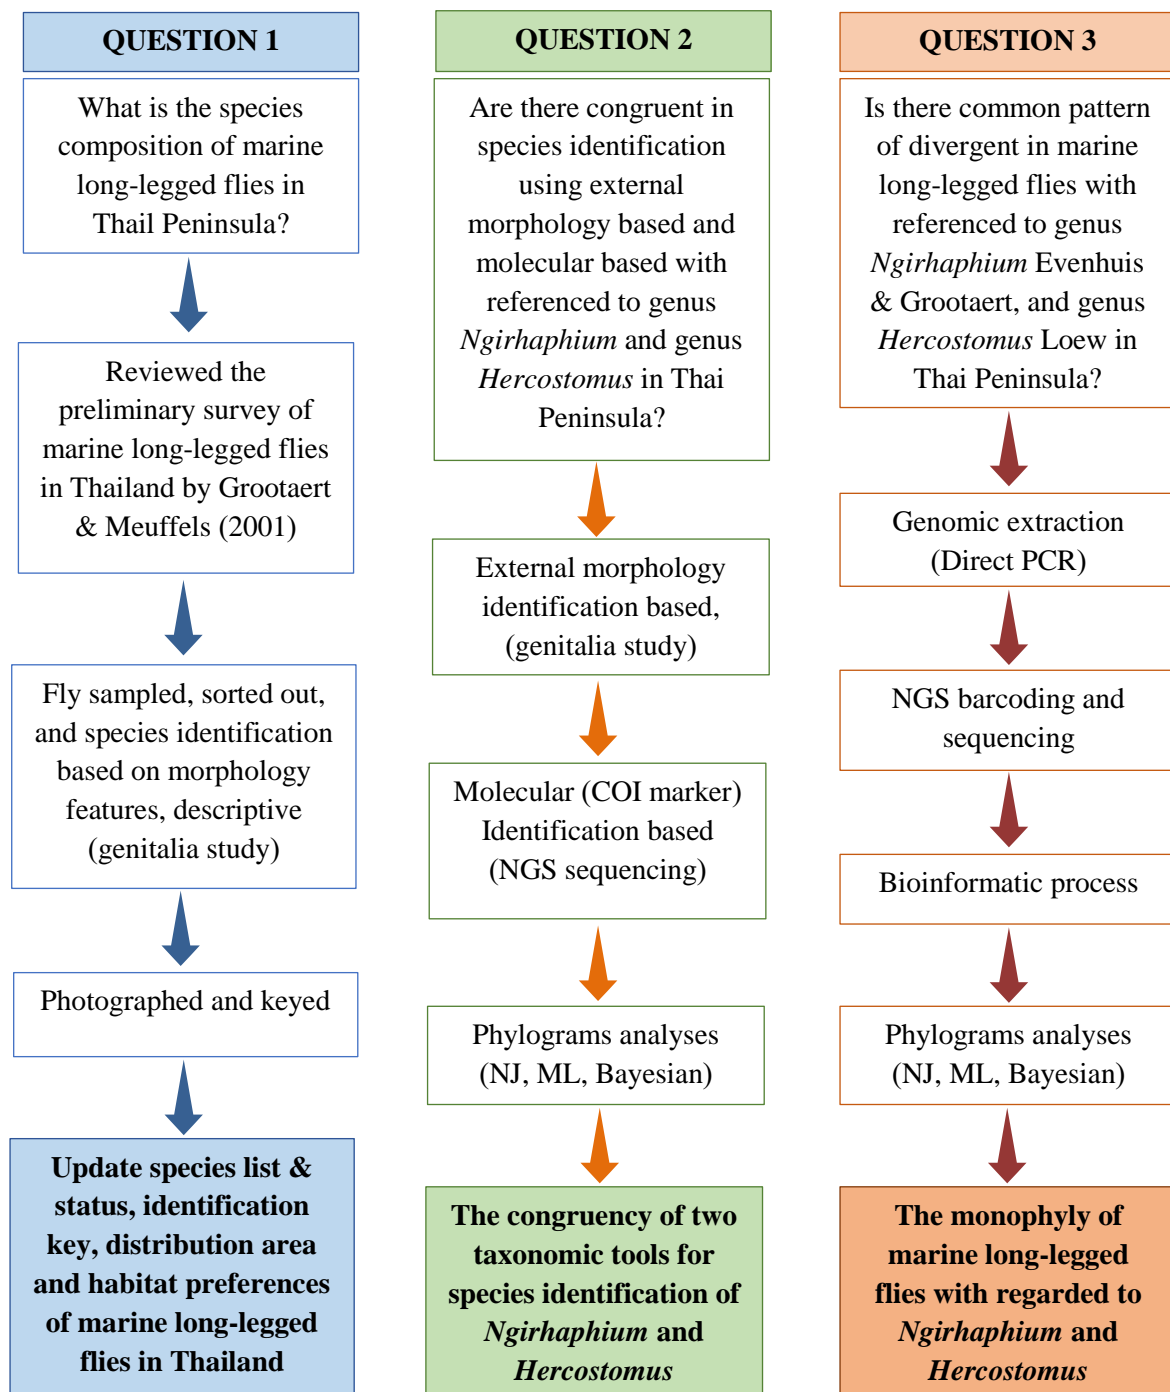 QUESTION 1
What is the species
composition of marine
long-legged flies in
Thail Peninsula?
Reviewed the
preliminary survey of
marine long-legged flies
in Thailand by Grootaert
& Meuffels (2001)
Fly sampled, sorted out,
and species identification
based on morphology
features, descriptive
(genitalia study)
Photographed and keyed
Update species list &
status, identification
key, distribution area
and habitat preferences
of marine long-legged
flies in Thailand
QUESTION 2
Are there congruent in
species identification
using external
morphology based and
molecular based with
referenced to genus
Ngirhaphium and genus
Hercostomus in Thai
Peninsula?
External morphology
identification based,
(genitalia study)
Molecular (COI marker)
Identification based
(NGS sequencing)
Phylograms analyses
(NJ, ML, Bayesian)
The congruency of two
taxonomic tools for
species identification of
Ngirhaphium and
Hercostomus
QUESTION 3
Is there common pattern
of divergent in marine
long-legged flies with
referenced to genus
Ngirhaphium Evenhuis
& Grootaert, and genus
Hercostomus Loew in
Thai Peninsula?
Genomic extraction
(Direct PCR)
NGS barcoding and
sequencing
Bioinformatic process
Phylograms analyses
(NJ, ML, Bayesian)
The monophyly of
marine long-legged
flies with regarded to
Ngirhaphium and
Hercostomus